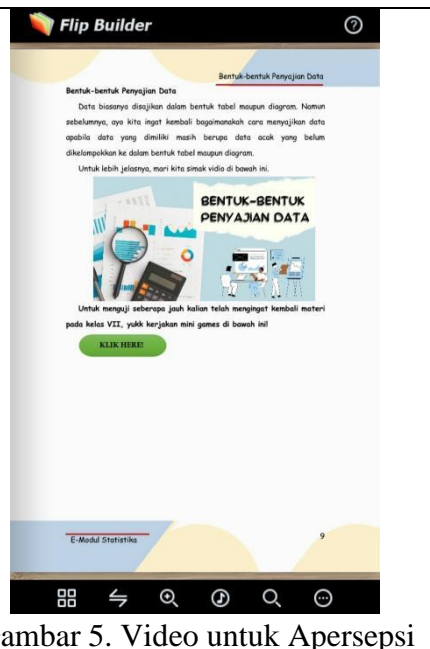 Flip Builder
Bentuk-bentuk Penyajian Data
Bentuk-bentuk Penyajian Data
Data biasanya disajikan dalam bentuk tabel maupun diagram. Namun
sebelumnya, ayo kita ingat kembali bagaimanakah cara menyajikan data
apabila data yang dimiliki masih berupa data acak yang belum
dikelompokkan ke dalam bentuk tabel maupun diagram.
Untuk lebih jelasnya, mari kita simak vidio di bawah ini.
BENTUK-BENTUK
PENYAJIAN DATA
Untuk menguji seberapa jauh kalian telah mengingat kembali materi
pada kelas VII, yukk kerjakan mini games di bawah ini!
KLIK HERE!
E-Modul Statistika
9
ambar 5. Video untuk Apersepsi